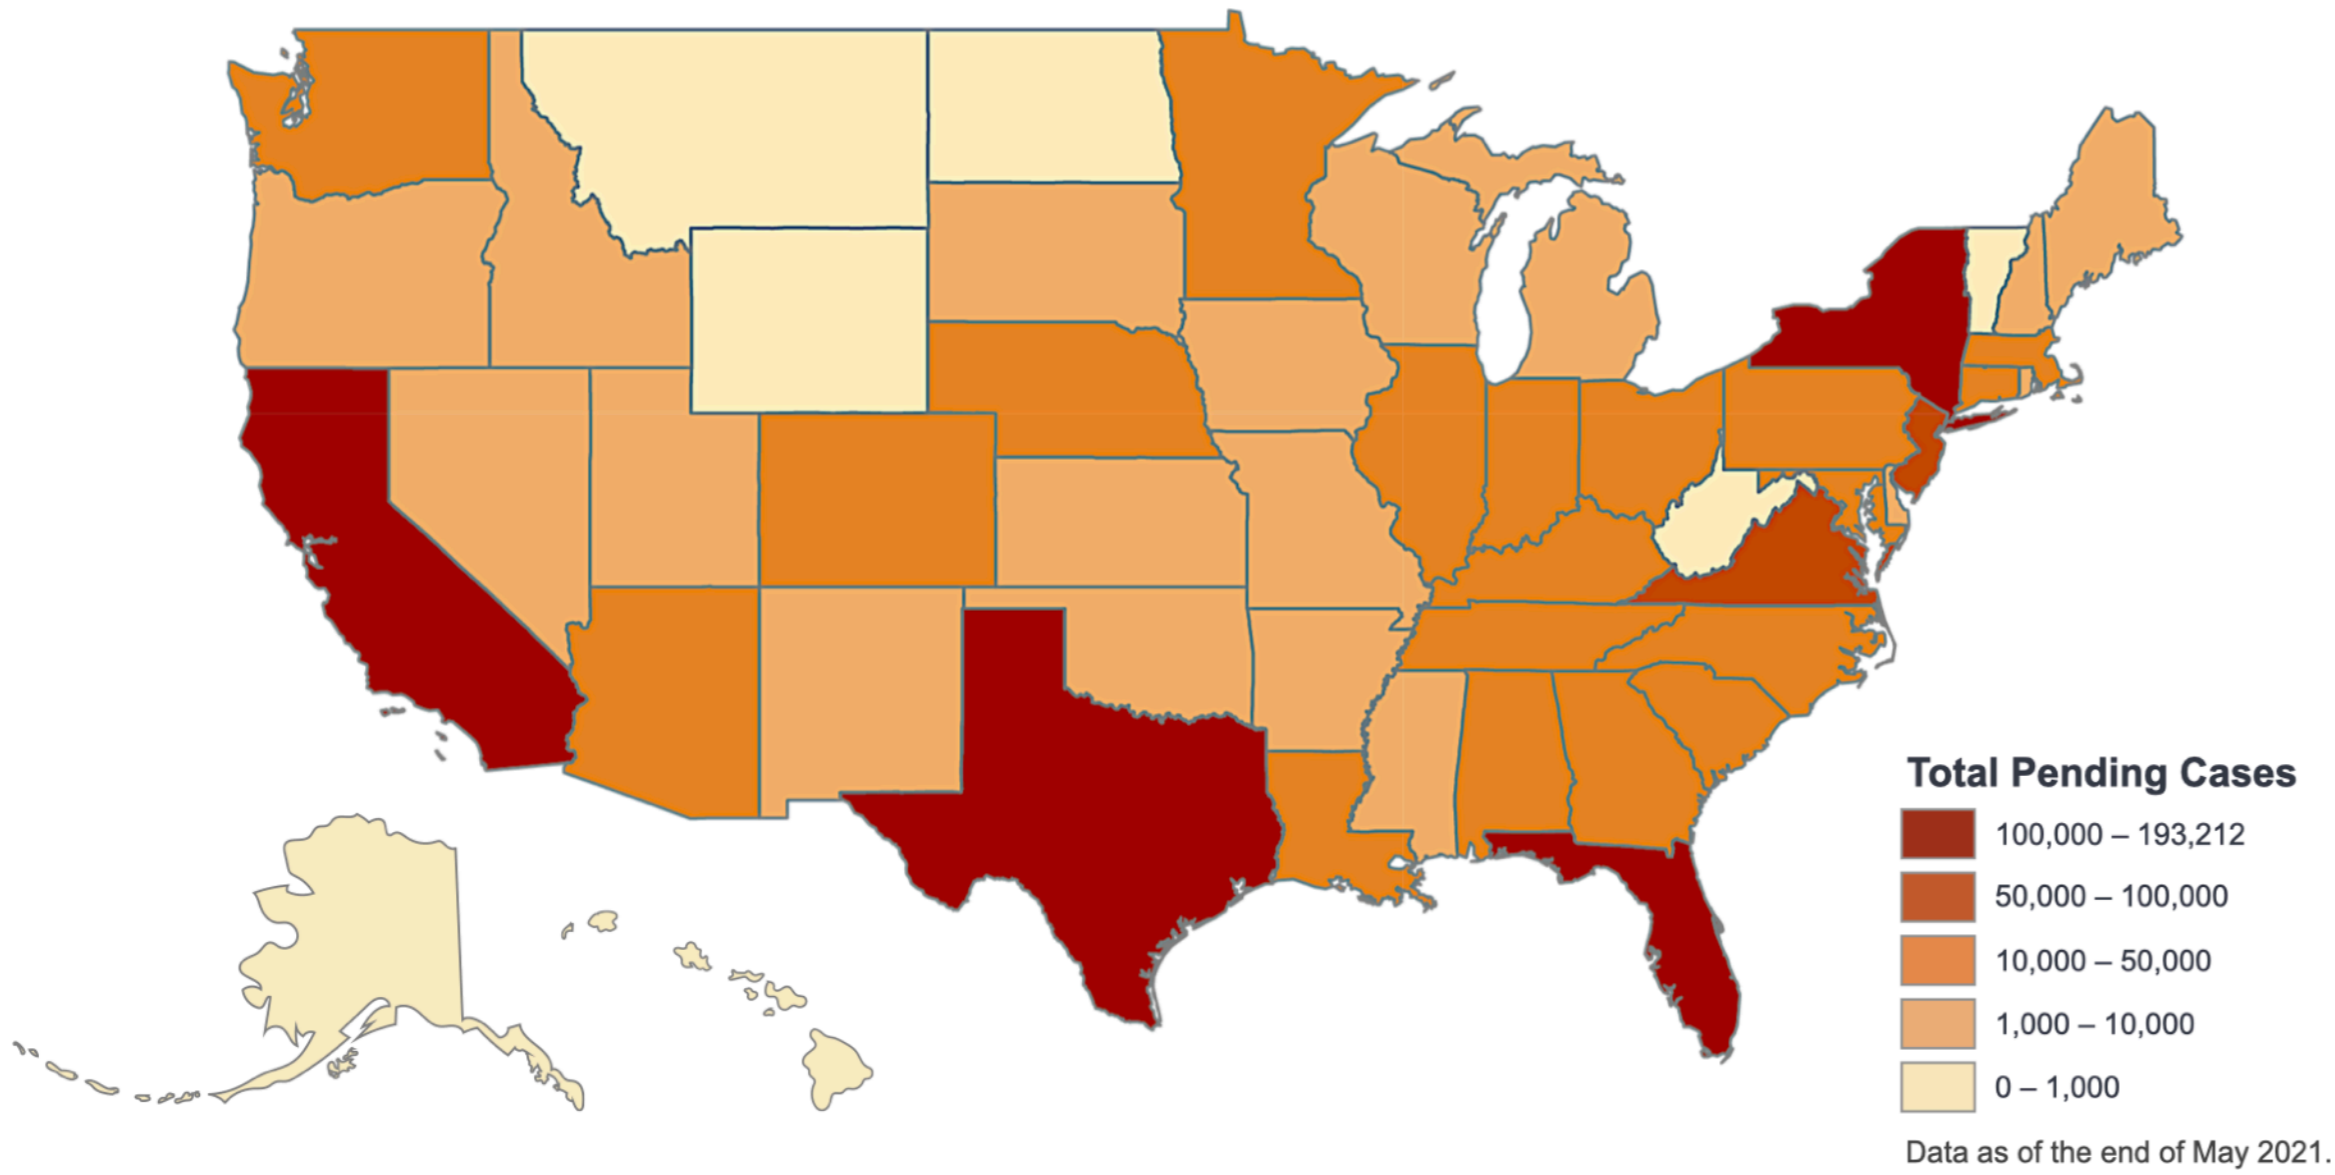 Total Pending Cases
100,000 – 193,212
50,000 – 100,000
10,000 – 50,000
1,000 – 10,000
0 – 1,000
Data as of the end of May 2021.